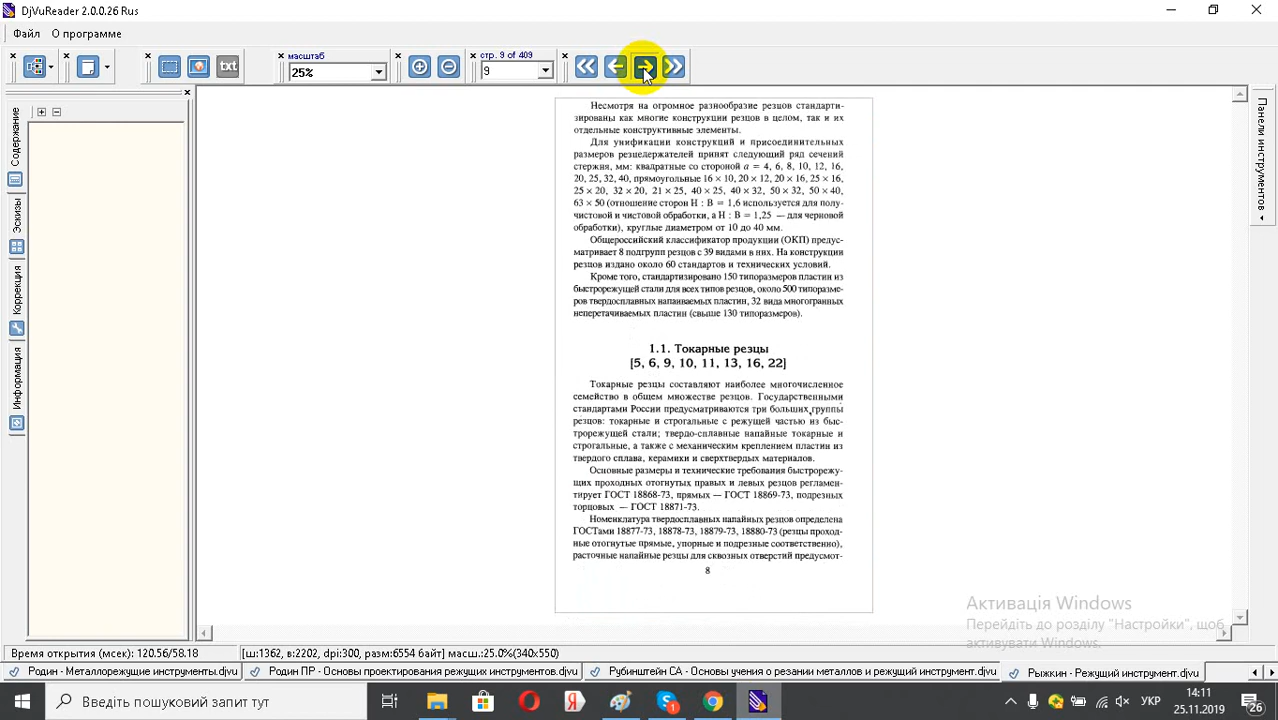 DjVuReader 2.0.0.26 Rus
Файл О программе
масштаб
25%
стр. 9 of 409
9
txt
Содержание
Эскизы
Коррекция
Информация
Панель инструментов
Несмотря на огромное разнообразие резцов стандарти-
зированы как многие конструкции резцов в целом, так и их
отдельные конструктивные элементы.
Для унификации конструкций и присоединительных
размеров резцедержателей принят следующий ряд сечений
стержня, мм: квадратные со стороной a = 4, 6, 8, 10, 12, 16,
20, 25, 32, 40, прямоугольные 16 × 10, 20 × 12, 20 × 16, 25 × 16,
25 × 20, 32 × 20, 21 × 25, 40 × 25, 40 × 32, 50 × 32, 50 × 40,
63 × 50 (отношение сторон H : B = 1,6 используется для полу-
чистовой и чистовой обработки, а H : B = 1,25 — для черновой
обработки), круглые диаметром от 10 до 40 мм.
Общероссийский классификатор продукции (ОКП) предус-
матривает 8 подгрупп резцов с 39 видами в них. На конструкции
резцов издано около 60 стандартов и технических условий.
Кроме того, стандартизировано 150 типоразмеров пластин из
быстрорежущей стали для всех типов резцов, около 500 типоразме-
ров твердосплавных напаиваемых пластин, 32 вида многогранных
неперетачиваемых пластин (свыше 130 типоразмеров).
1.1. Токарные резцы
[5, 6, 9, 10, 11, 13, 16, 22]
Токарные резцы составляют наиболее многочисленное
семейство в общем множестве резцов. Государственными
стандартами России предусматриваются три больших группы
резцов: токарные и строгальные с режущей частью из быс-
трорежущей стали; твердо-сплавные напайные токарные и
строгальные, а также с механическим креплением пластин из
твердого сплава, керамики и сверхтвердых материалов.
Основные размеры и технические требования быстрорежу-
щих проходных отогнутых правых и левых резцов регламен-
тирует ГОСТ 18868-73, прямых — ГОСТ 18869-73, подрезных
торцовых — ГОСТ 18871-73.
Номенклатура твердосплавных напайных резцов определена
ГОСТами 18877-73, 18878-73, 18879-73, 18880-73 (резцы проход-
ные отогнутые прямые, упорные и подрезные соответственно),
расточные напайные резцы для сквозных отверстий предусмот-
8
Активація Windows
Перейдіть до розділу "Настройки", щоб
активувати Windows.
Время открытия (мсек): 120.56/58.18
[ш:1362, в:2202, dpi:300, разм:6554 байт] масш.:25.0%(340x550)
Родин - Металлорежущие инструменты.djvu
Родин ПР - Основы проектирования режущих инструментов.djvu
Рубинштейн СА - Основы учения о резании металлов и режущий инструмент.djvu
Рыжкин - Режущий инструмент.djvu
Введіть пошуковий запит тут
УКР
14:11
25.11.2019
26